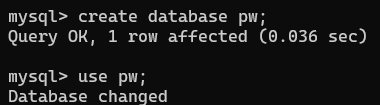 mysql> create database pw;
Query OK, 1 row affected (0.036 sec)
mysql> use pw;
Database changed